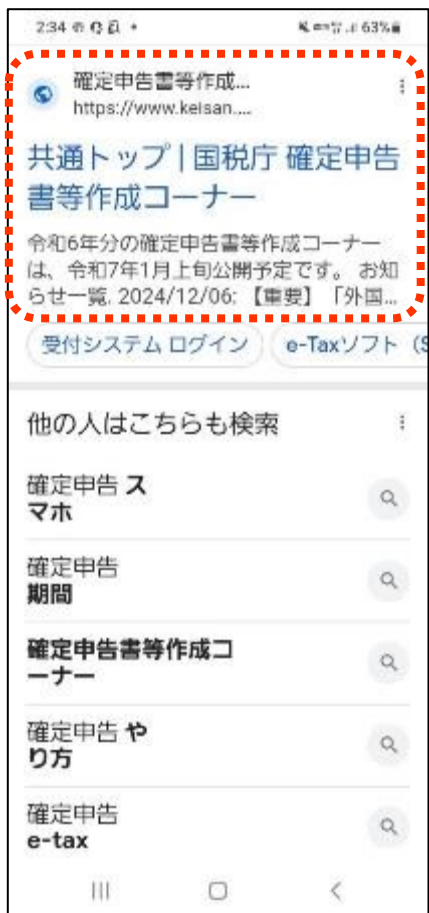 2:34
63%
確定申告書等作成...
https://www.keisan....
共通トップ | 国税庁 確定申告
書等作成コーナー
令和6年分の確定申告書等作成コーナー
は、令和7年1月上旬公開予定です。 お知
らせ一覧. 2024/12/06: 【重要】「外国...
受付システム ログイン
e-Taxソフト（S
他の人はこちらも検索
確定申告 ス
マホ
確定申告
期間
確定申告書等作成コ
ーナー
確定申告 や
り方
確定申告
e-tax